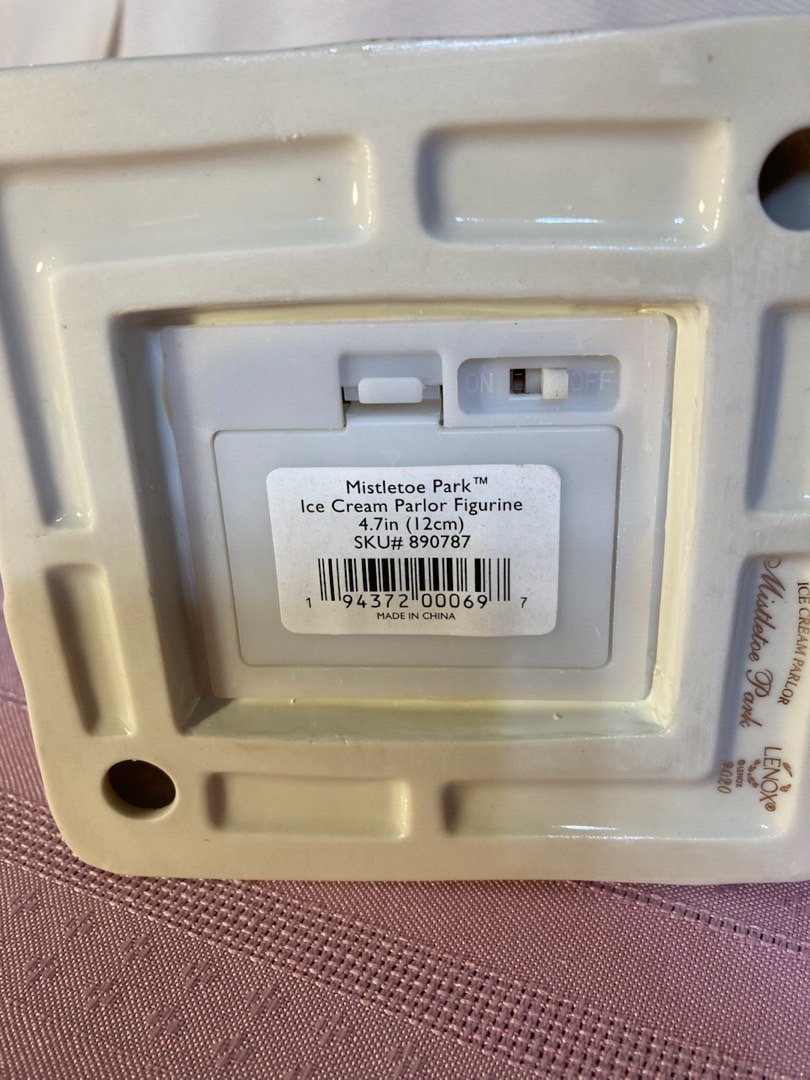 ON OFF
Mistletoe Park™
Ice Cream Parlor Figurine
4.7in (12cm)
SKU# 890787
1 94372 00069 7
MADE IN CHINA
ICE CREAM PARLOR
Mistletoe Park
LENOX®
©LENOX
2020